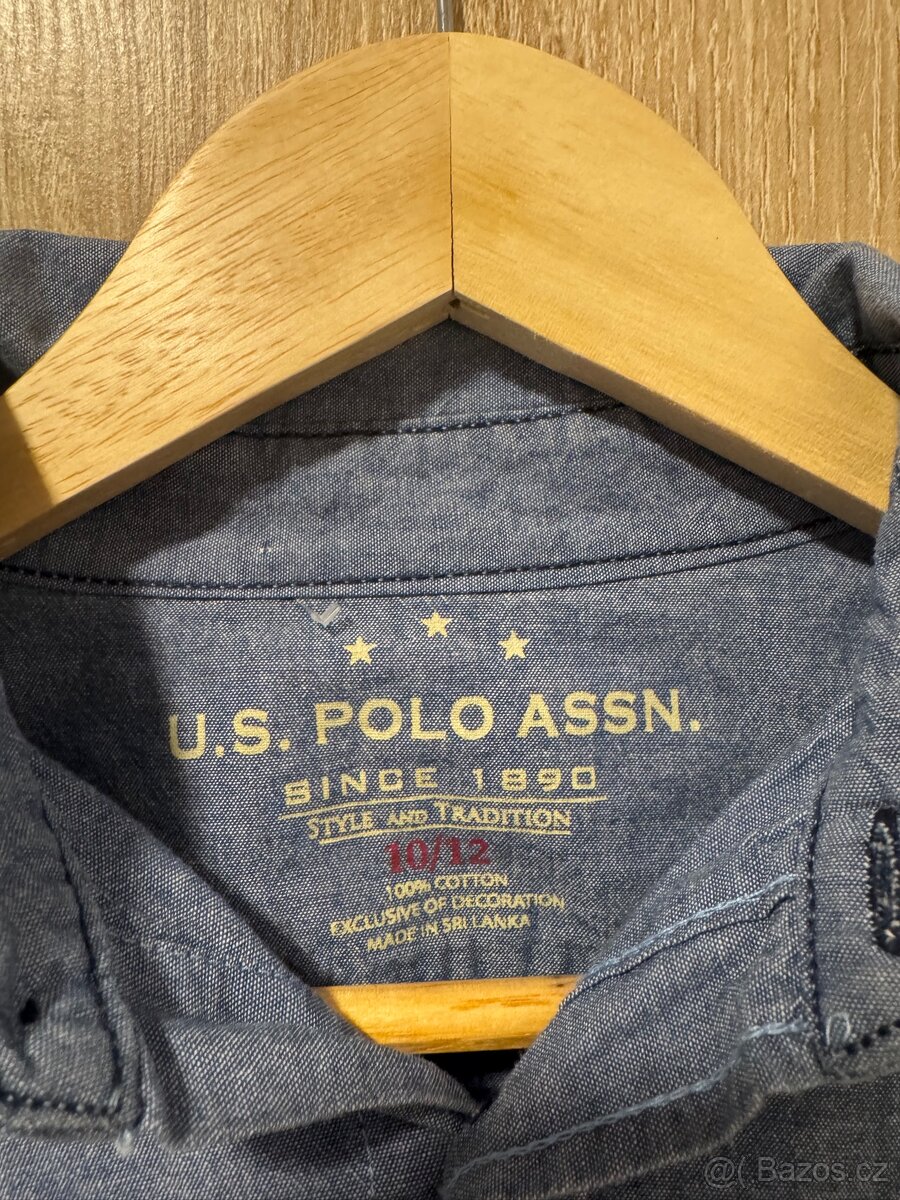 U.S. POLO ASSN.
SINCE 1890
STYLE AND TRADITION
10/12
100% COTTON
EXCLUSIVE OF DECORATION
MADE IN SRI LANKA
@( Bazos.cz